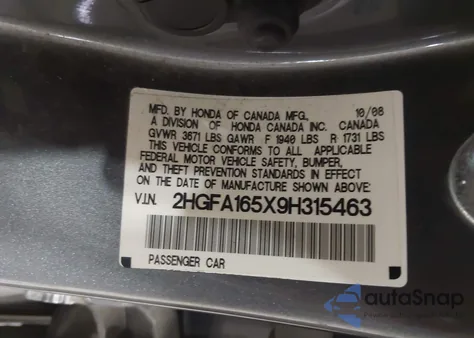 MFD. BY HONDA OF CANADA MFG. 10/08
A DIVISION OF HONDA CANADA INC. CANADA
GVWR 3671 LBS GAWR F 1940 LBS R 1731 LBS
THIS VEHICLE CONFORMS TO ALL APPLICABLE
FEDERAL MOTOR VEHICLE SAFETY, BUMPER,
AND THEFT PREVENTION STANDARDS IN EFFECT
ON THE DATE OF MANUFACTURE SHOWN ABOVE:
V.I.N. 2HGFA165X9H315463
PASSENGER CAR
autaSnap